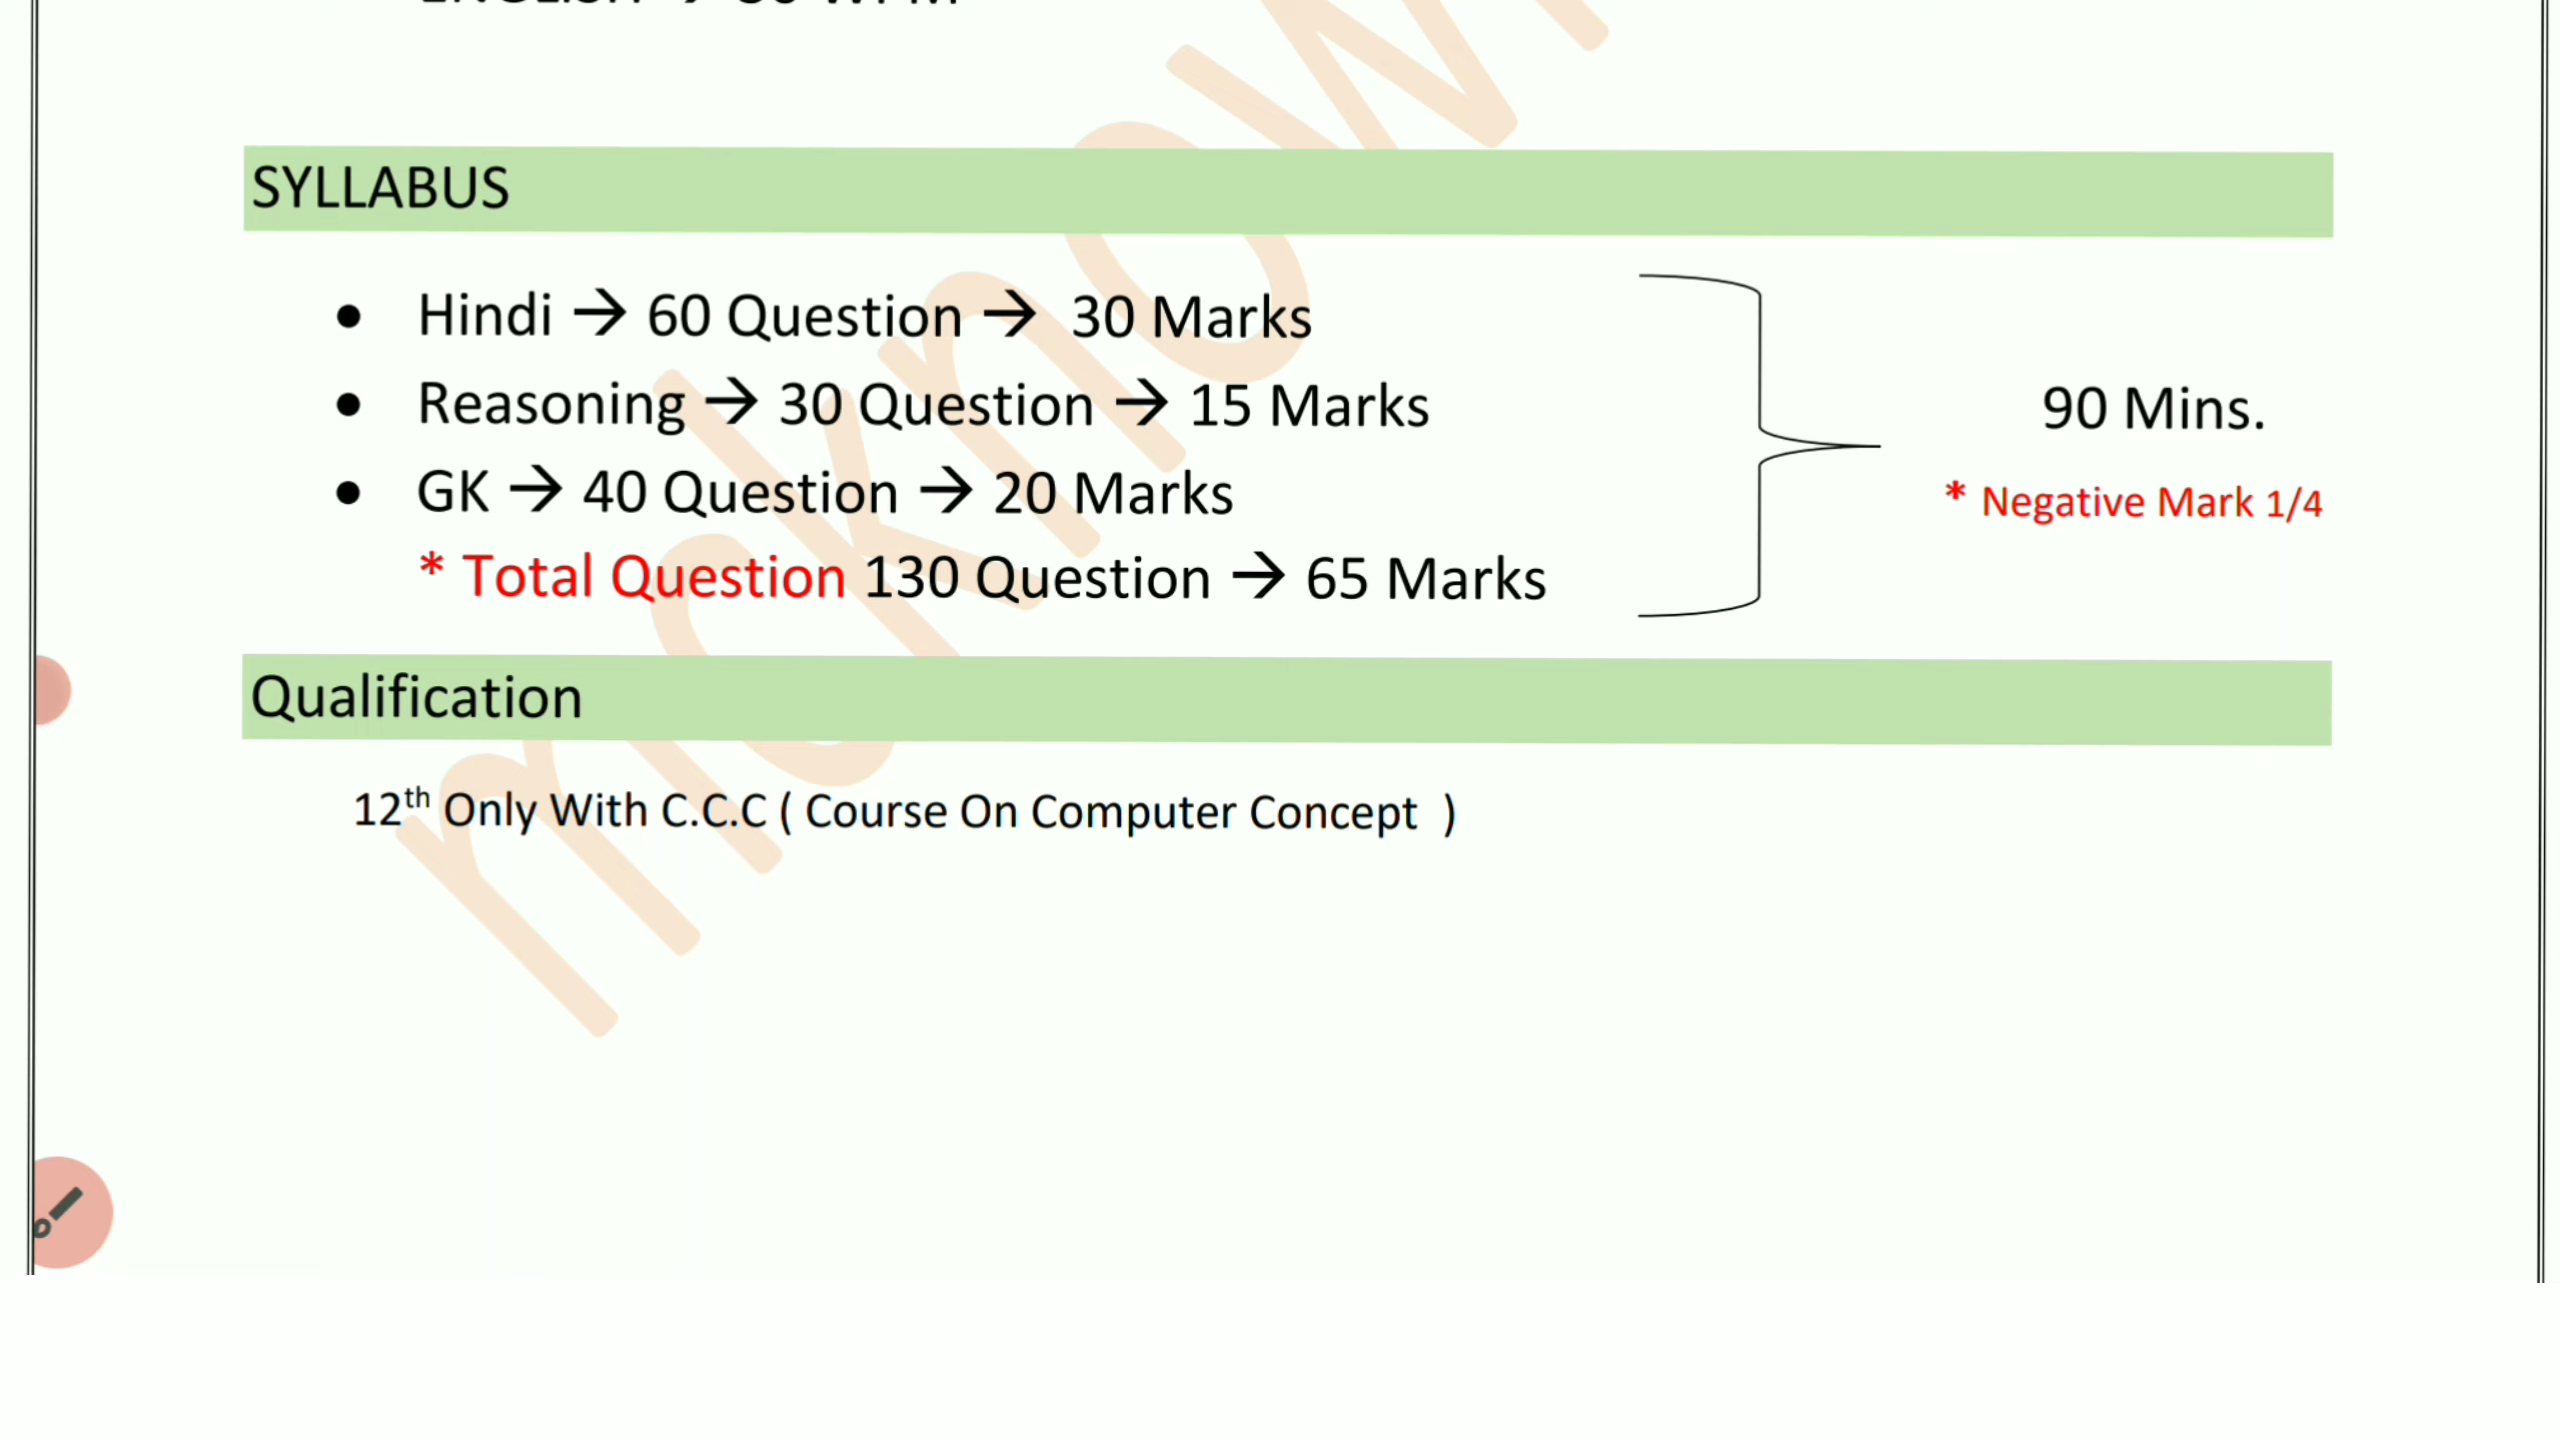 SYLLABUS
• Hindi → 60 Question → 30 Marks
• Reasoning → 30 Question → 15 Marks
• GK → 40 Question → 20 Marks
* Total Question 130 Question → 65 Marks
90 Mins.
* Negative Mark 1/4
Qualification
12th Only With C.C.C ( Course On Computer Concept )